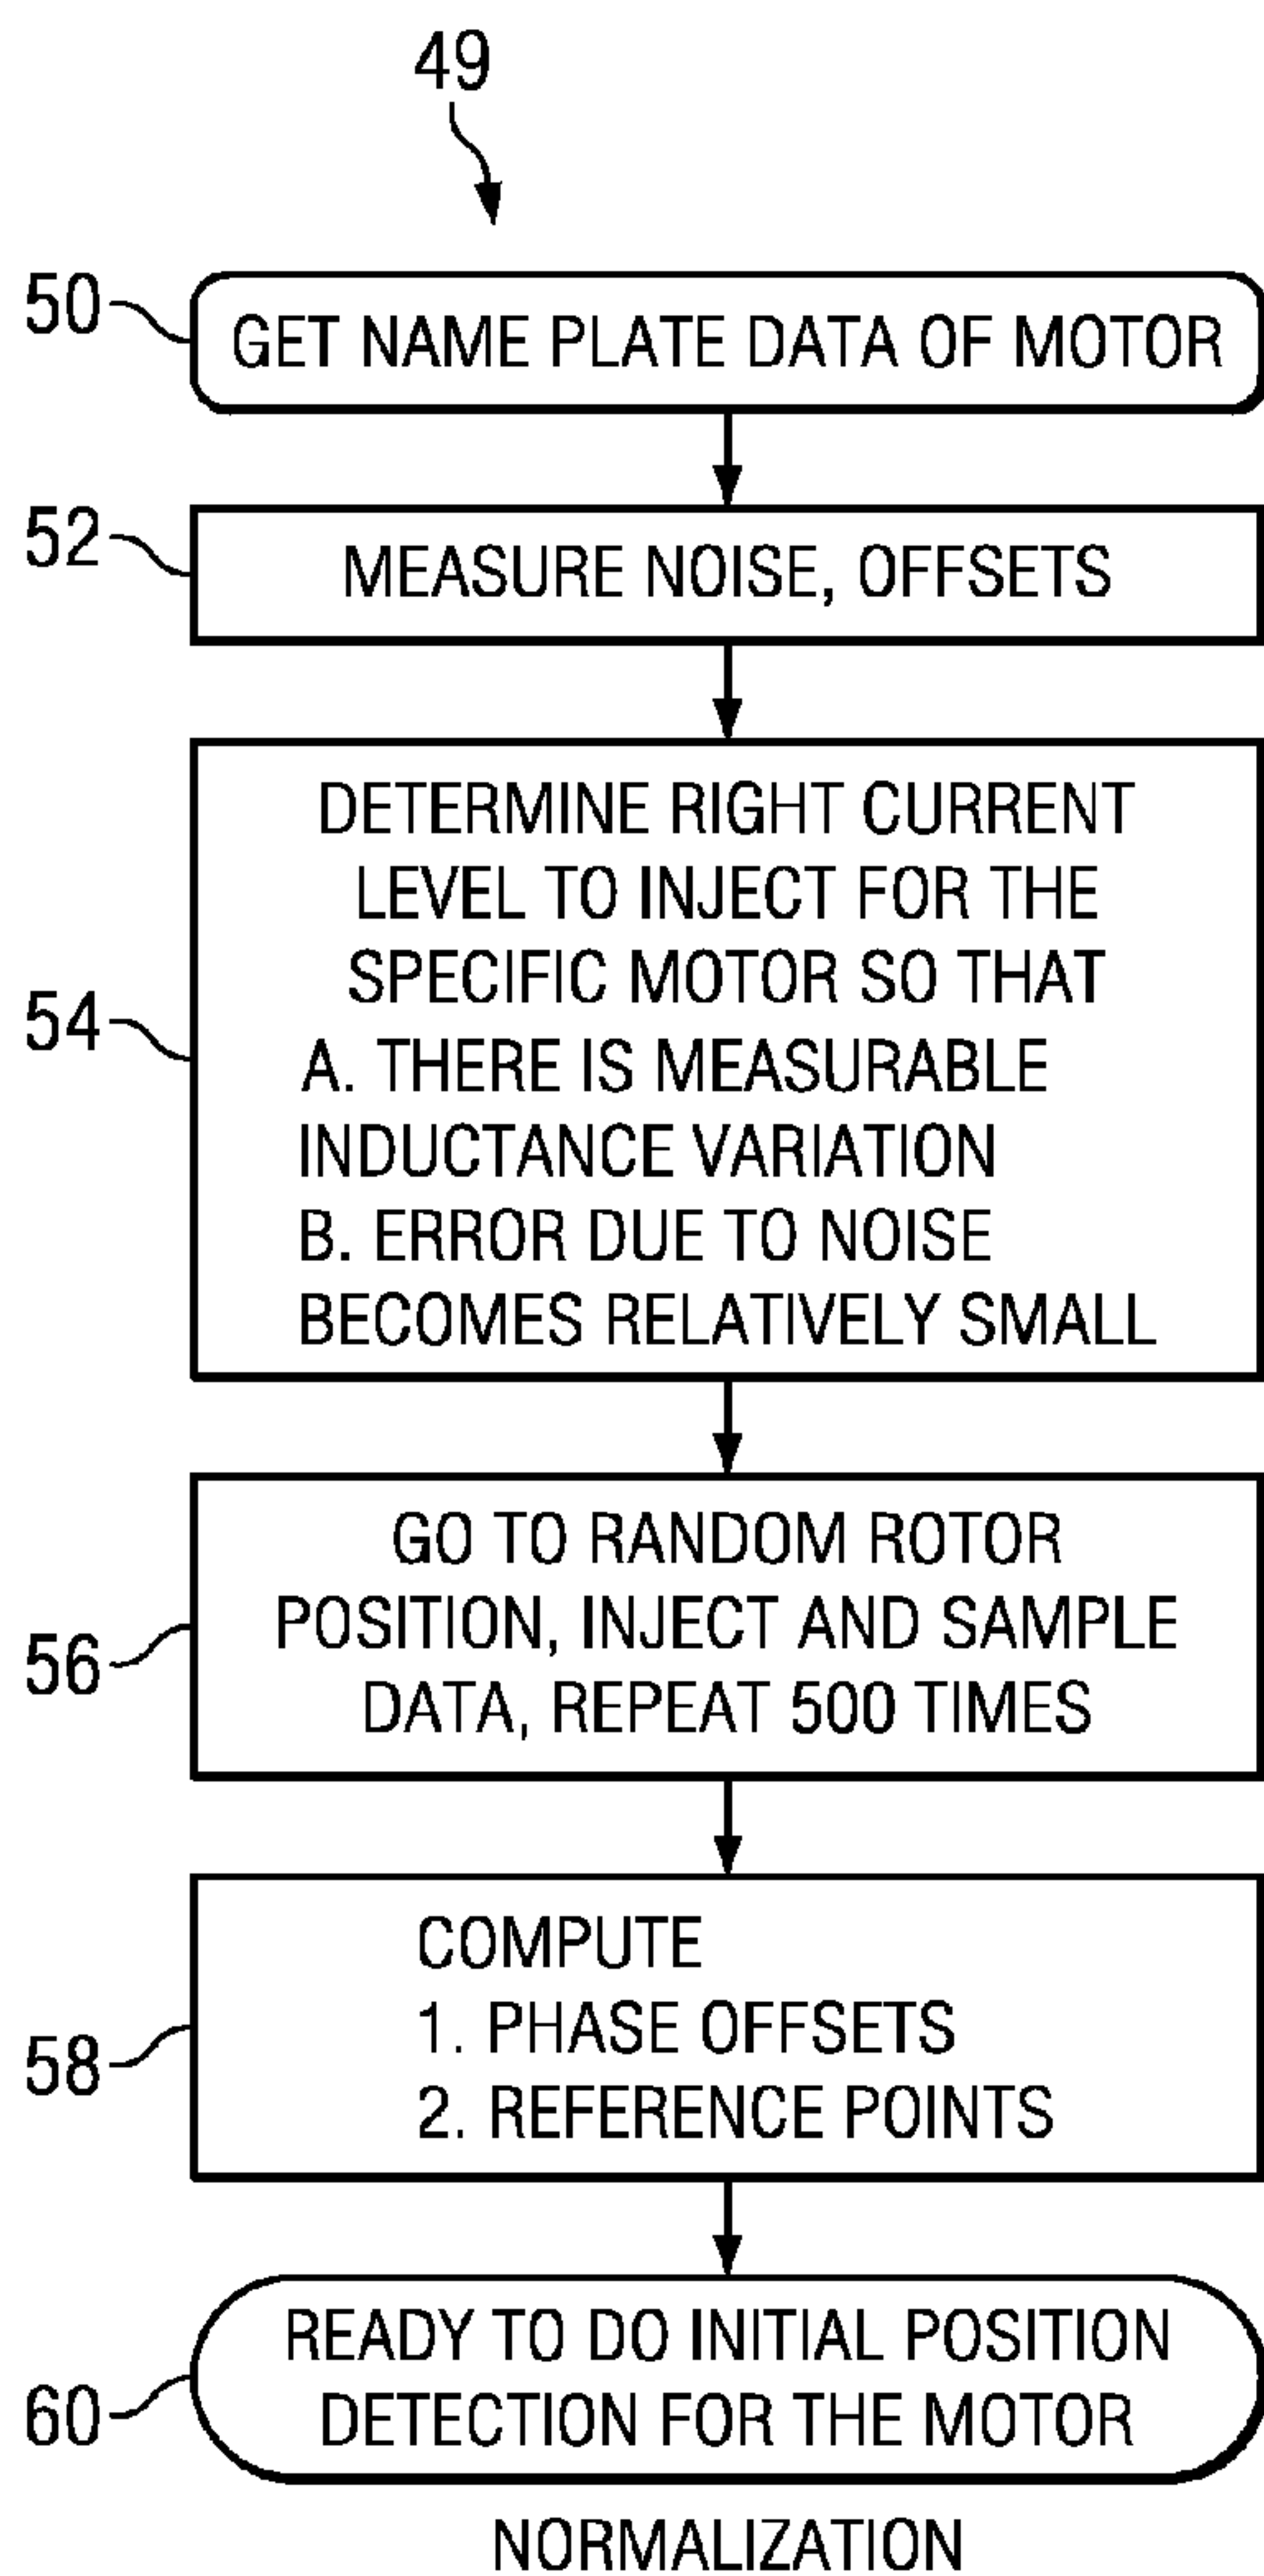 49
50
GET NAME PLATE DATA OF MOTOR
52
MEASURE NOISE, OFFSETS
54
DETERMINE RIGHT CURRENT
LEVEL TO INJECT FOR THE
SPECIFIC MOTOR SO THAT
A. THERE IS MEASURABLE
INDUCTANCE VARIATION
B. ERROR DUE TO NOISE
BECOMES RELATIVELY SMALL
56
GO TO RANDOM ROTOR
POSITION, INJECT AND SAMPLE
DATA, REPEAT 500 TIMES
58
COMPUTE
1. PHASE OFFSETS
2. REFERENCE POINTS
60
READY TO DO INITIAL POSITION
DETECTION FOR THE MOTOR
NORMALIZATION